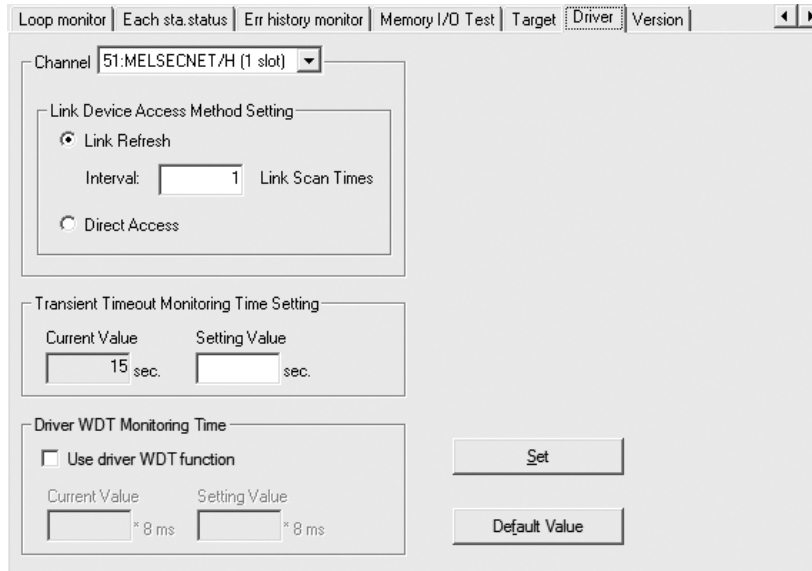 Loop monitor Each sta.status Err history monitor Memory I/O Test Target Driver Version
Channel 51:MELSECNET/H (1 slot)
Link Device Access Method Setting
Link Refresh
Interval: 1 Link Scan Times
Direct Access
Transient Timeout Monitoring Time Setting
Current Value Setting Value
15 sec. sec.
Driver WDT Monitoring Time
Use driver WDT function
Current Value Setting Value
* 8 ms * 8 ms
Set
Default Value